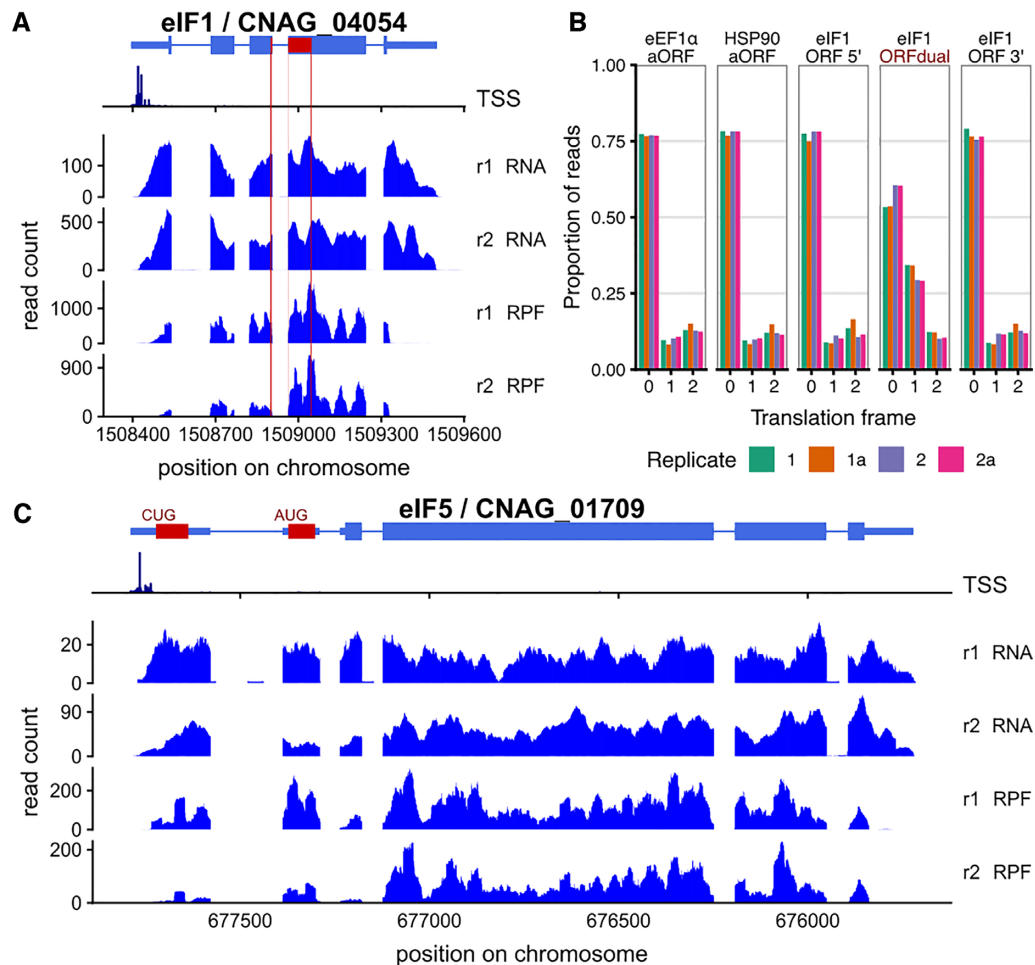 A
eIF1 / CNAG_04054
TSS
100
0
r1 RNA
500
0
r2 RNA
1000
0
r1 RPF
900
0
r2 RPF
read count
1508400 1508700 1509000 1509300 1509600
position on chromosome
B
eEF1α aORF
HSP90 aORF
eIF1 ORF 5'
eIF1 ORFdual
eIF1 ORF 3'
1.00
0.75
0.50
0.25
0.00
Proportion of reads
0 1 2 0 1 2 0 1 2 0 1 2 0 1 2
Translation frame
Replicate 1 1a 2 2a
C
eIF5 / CNAG_01709
CUG AUG
TSS
20
0
r1 RNA
90
0
r2 RNA
200
0
r1 RPF
200
0
r2 RPF
read count
677500 677000 676500 676000
position on chromosome